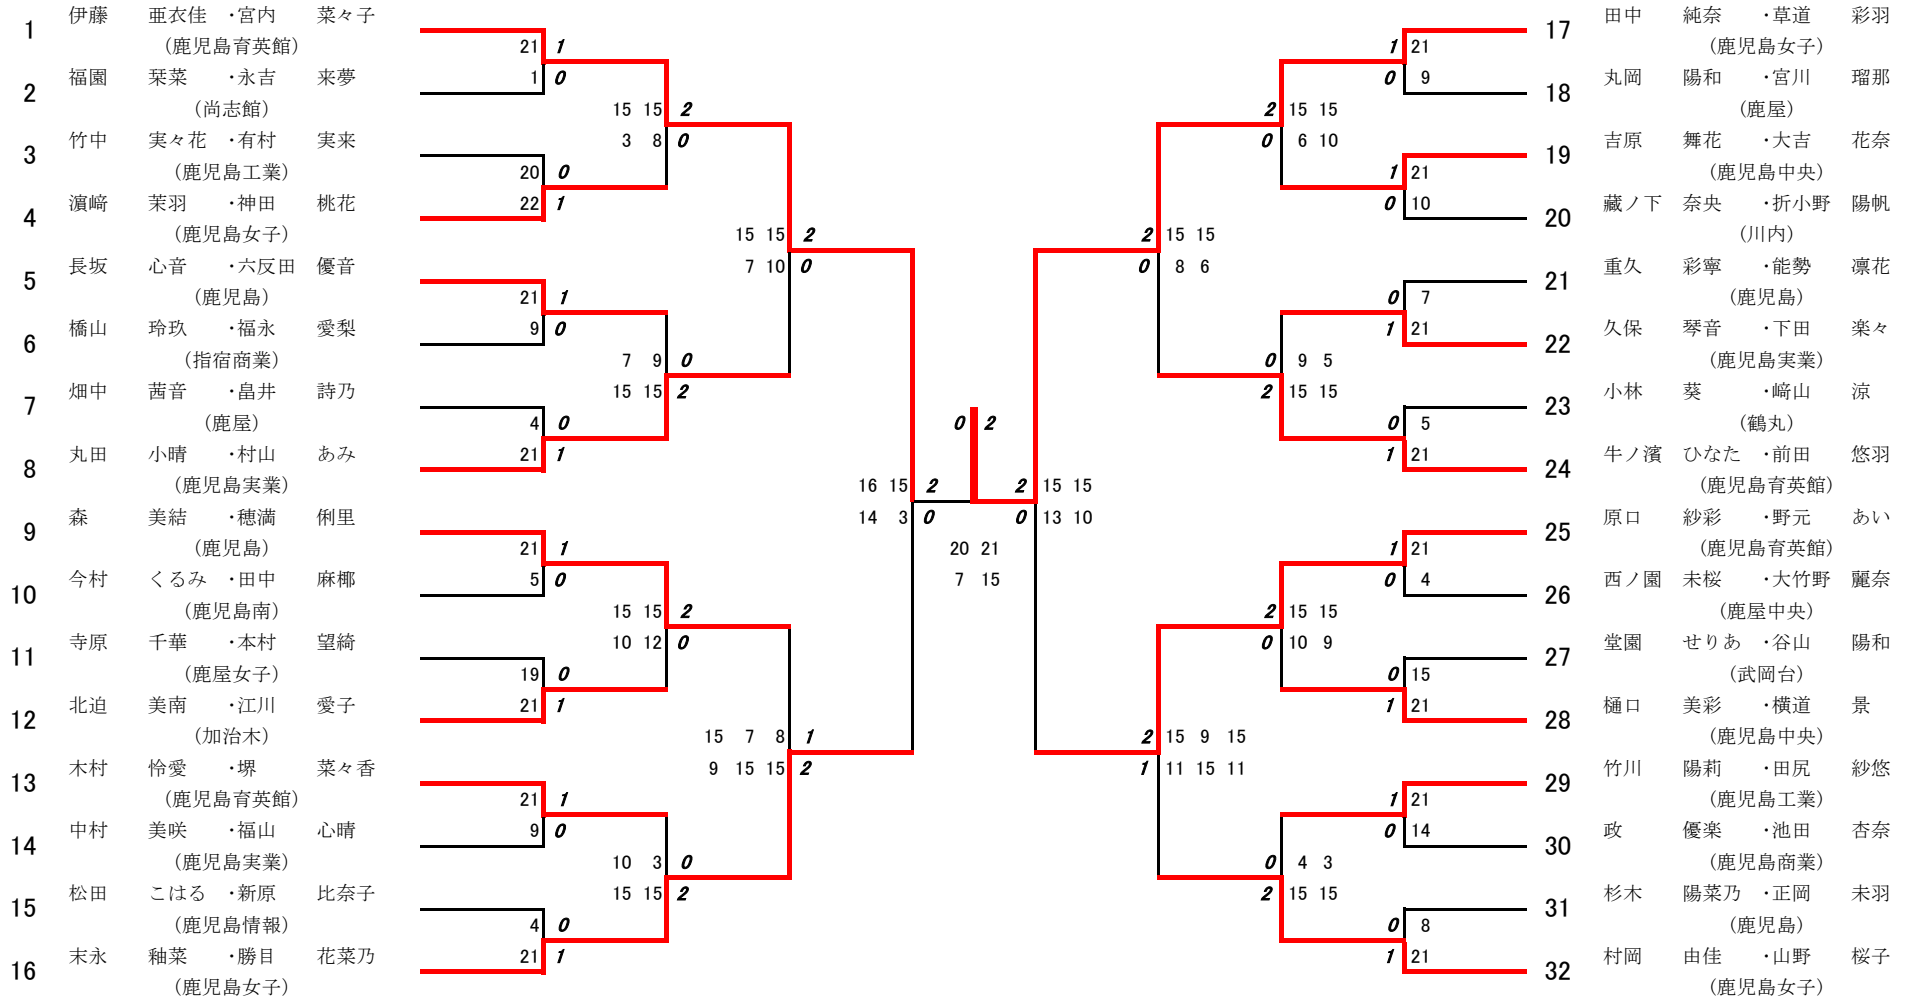 1 伊藤 亜衣佳 ・宮内 菜々子
(鹿児島育英館)
2 福園 栞菜 ・永吉 来夢
(尚志館)
3 竹中 実々花 ・有村 実来
(鹿児島工業)
4 濵﨑 茉羽 ・神田 桃花
(鹿児島女子)
5 長坂 心音 ・六反田 優音
(鹿児島)
6 橋山 玲玖 ・福永 愛梨
(指宿商業)
7 畑中 茜音 ・畠井 詩乃
(鹿屋)
8 丸田 小晴 ・村山 あみ
(鹿児島実業)
9 森 美結 ・穂満 俐里
(鹿児島)
10 今村 くるみ ・田中 麻椰
(鹿児島南)
11 寺原 千華 ・本村 望綺
(鹿屋女子)
12 北迫 美南 ・江川 愛子
(加治木)
13 木村 怜愛 ・堺 菜々香
(鹿児島育英館)
14 中村 美咲 ・福山 心晴
(鹿児島実業)
15 松田 こはる ・新原 比奈子
(鹿児島情報)
16 末永 釉菜 ・勝目 花菜乃
(鹿児島女子)
21 1
1 0
20 0
22 1
21 1
9 0
4 0
21 1
21 1
5 0
19 0
21 1
21 1
9 0
4 0
21 1
15 15 2
3 8 0
7 9 0
15 15 2
15 15 2
10 12 0
10 3 0
15 15 2
15 15 2
7 10 0
15 7 8 1
9 15 15 2
16 15 2
14 3 0
0 2
20 21
7 15
2 15 15
0 13 10
2 15 15
0 8 6
2 15 9 15
1 11 15 11
2 15 15
0 6 10
0 9 5
2 15 15
2 15 15
0 10 9
0 4 3
2 15 15
1 21
0 9
1 21
0 10
0 7
1 21
0 5
1 21
1 21
0 4
0 15
1 21
1 21
0 14
0 8
1 21
17 田中 純奈 ・草道 彩羽
(鹿児島女子)
18 丸岡 陽和 ・宮川 瑠那
(鹿屋)
19 吉原 舞花 ・大吉 花奈
(鹿児島中央)
20 藏ノ下 奈央 ・折小野 陽帆
(川内)
21 重久 彩寧 ・能勢 凛花
(鹿児島)
22 久保 琴音 ・下田 楽々
(鹿児島実業)
23 小林 葵 ・﨑山 涼
(鶴丸)
24 牛ノ濱 ひなた ・前田 悠羽
(鹿児島育英館)
25 原口 紗彩 ・野元 あい
(鹿児島育英館)
26 西ノ園 未桜 ・大竹野 麗奈
(鹿屋中央)
27 堂園 せりあ ・谷山 陽和
(武岡台)
28 樋口 美彩 ・横道 景
(鹿児島中央)
29 竹川 陽莉 ・田尻 紗悠
(鹿児島工業)
30 政 優楽 ・池田 杏奈
(鹿児島商業)
31 杉木 陽菜乃 ・正岡 未羽
(鹿児島)
32 村岡 由佳 ・山野 桜子
(鹿児島女子)